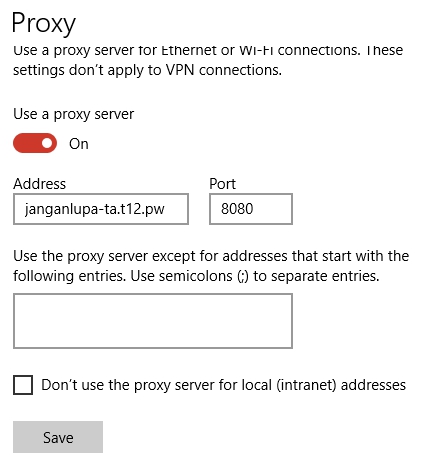 Proxy
Use a proxy server for Ethernet or Wi-Fi connections. These
settings don't apply to VPN connections.
Use a proxy server
On
Address Port
janganlupa-ta.t12.pw 8080
Use the proxy server except for addresses that start with the
following entries. Use semicolons (;) to separate entries.
Don't use the proxy server for local (intranet) addresses
Save